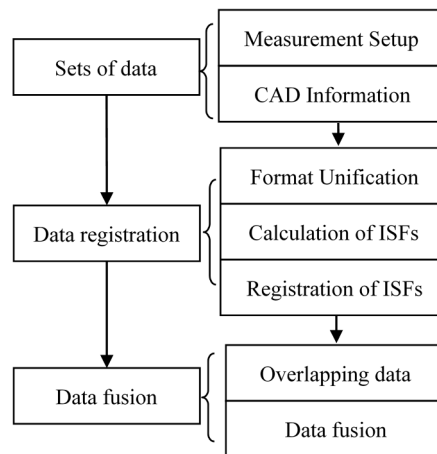 Measurement Setup
Sets of data
CAD Information
Format Unification
Data registration
Calculation of ISFs
Registration of ISFs
Overlapping data
Data fusion
Data fusion